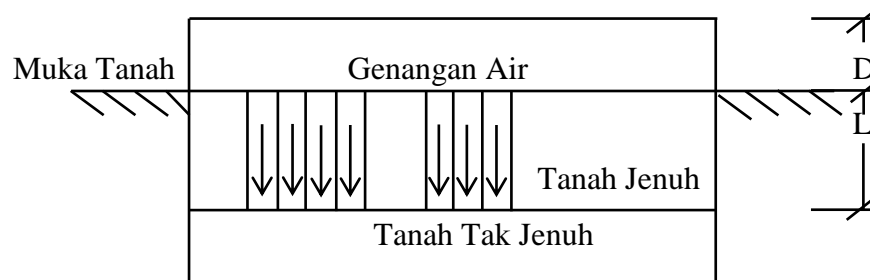 Muka Tanah
Genangan Air
D
L
Tanah Jenuh
Tanah Tak Jenuh